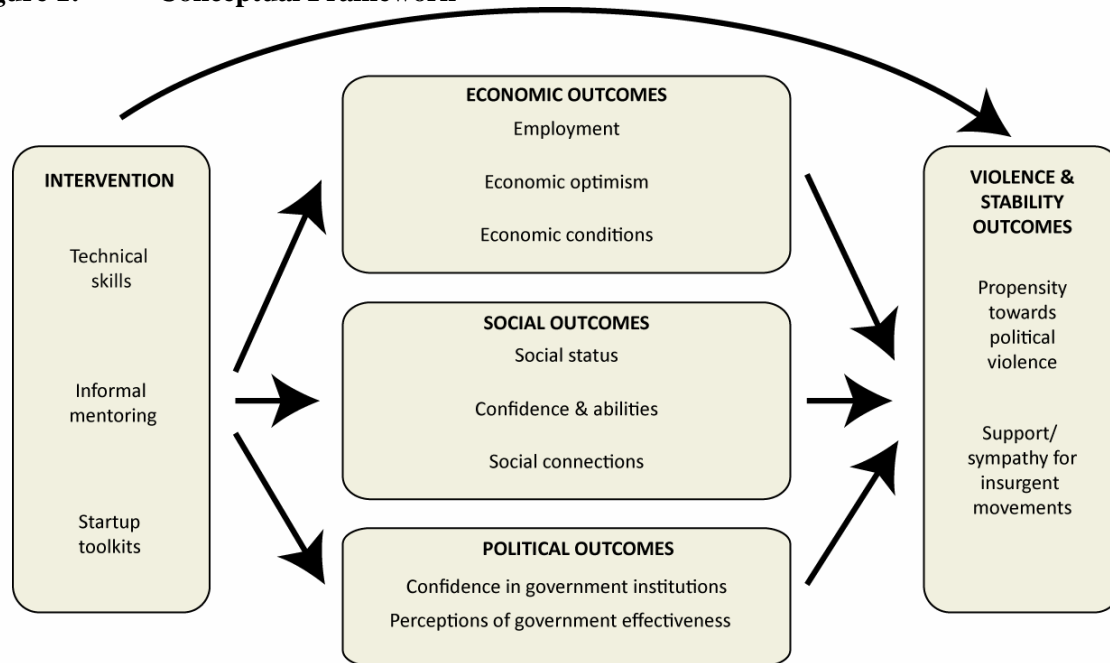 INTERVENTION
Technical
skills
Informal
mentoring
Startup
toolkits
ECONOMIC OUTCOMES
Employment
Economic optimism
Economic conditions
SOCIAL OUTCOMES
Social status
Confidence & abilities
Social connections
POLITICAL OUTCOMES
Confidence in government institutions
Perceptions of government effectiveness
VIOLENCE &
STABILITY
OUTCOMES
Propensity
towards
political
violence
Support/
sympathy for
insurgent
movements